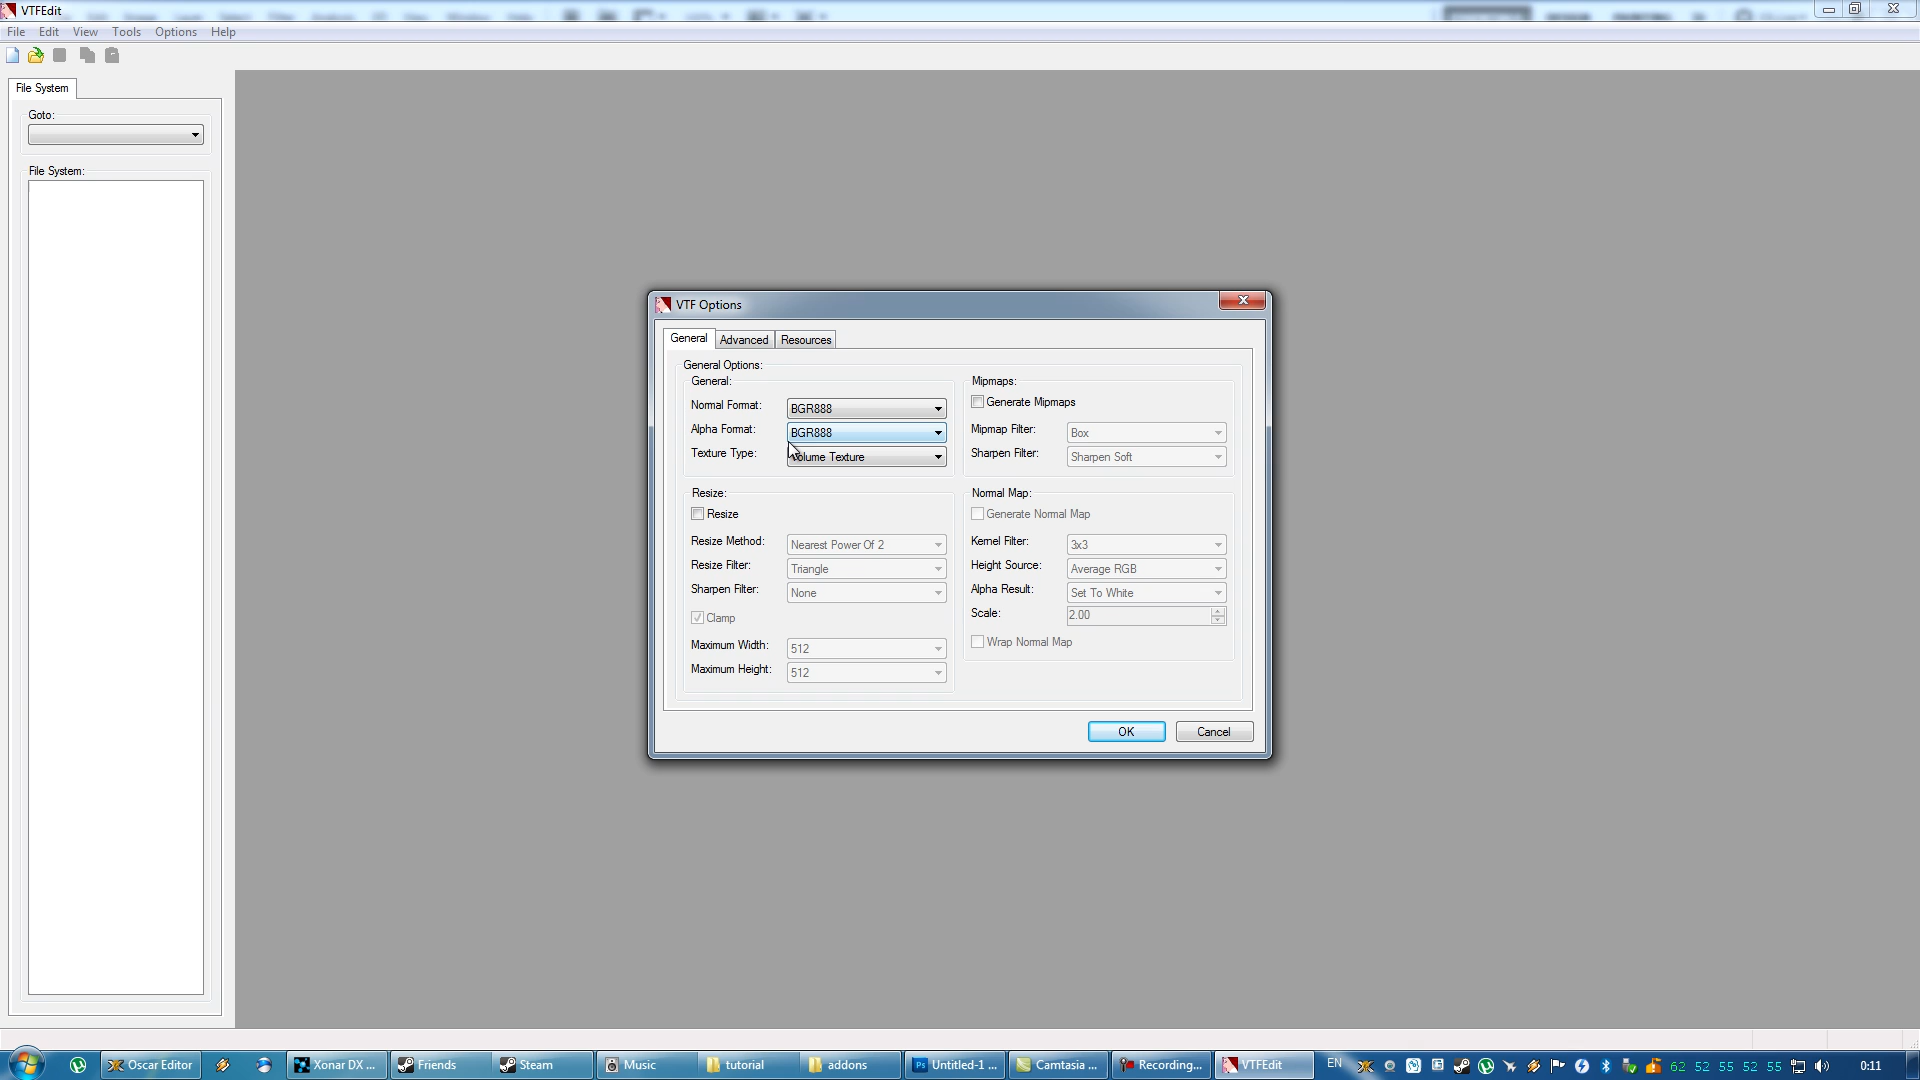 VTFEdit
File Edit View Tools Options Help
File System
Goto:
File System:
VTF Options
General Advanced Resources
General Options:
General:
Normal Format: BGR888
Alpha Format: BGR888
Texture Type: Volume Texture
Mipmaps:
Generate Mipmaps
Mipmap Filter: Box
Sharpen Filter: Sharpen Soft
Resize:
Resize
Resize Method: Nearest Power Of 2
Resize Filter: Triangle
Sharpen Filter: None
Clamp
Maximum Width: 512
Maximum Height: 512
Normal Map:
Generate Normal Map
Kernel Filter: 3x3
Height Source: Average RGB
Alpha Result: Set To White
Scale: 2.00
Wrap Normal Map
OK Cancel
Oscar Editor Xonar DX ... Friends Steam Music tutorial addons Untitled-1 ... Camtasia ... Recording... VTFEdit EN 62 52 55 52 55 0:11